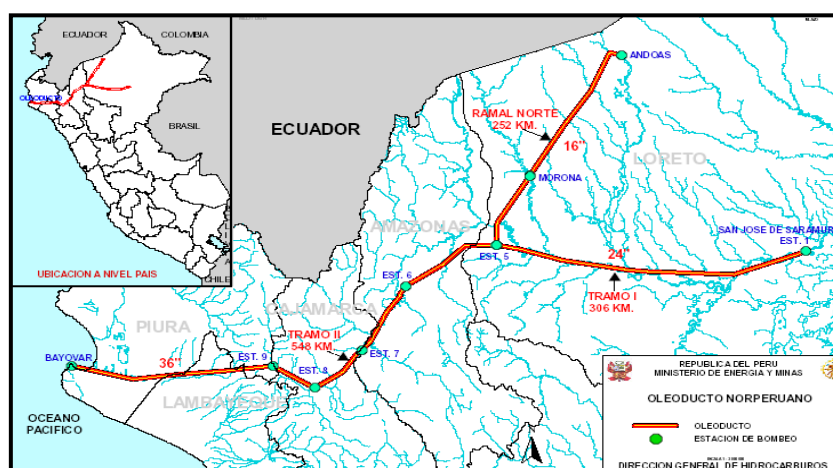 ECUADOR
COLOMBIA
OLEODUCTO
BRASIL
CHILE
UBICACION A NIVEL PAIS
ECUADOR
ANDOAS
RAMAL NORTE
252 KM.
16"
LORETO
MORONA
AMAZONAS
SAN JOSE DE SARAMUR
EST. 1
EST. 5
24"
TRAMO I
306 KM.
EST. 6
CAJAMARCA
PIURA
TRAMO II
548 KM.
EST. 7
BAYOVAR
36"
EST. 9
EST. 8
LAMBAYEQUE
OCEANO
PACIFICO
REPUBLICA DEL PERU
MINISTERIO DE ENERGIA Y MINAS
OLEODUCTO NORPERUANO
OLEODUCTO
ESTACION DE BOMBEO
DIRECCION GENERAL DE HIDROCARBUROS